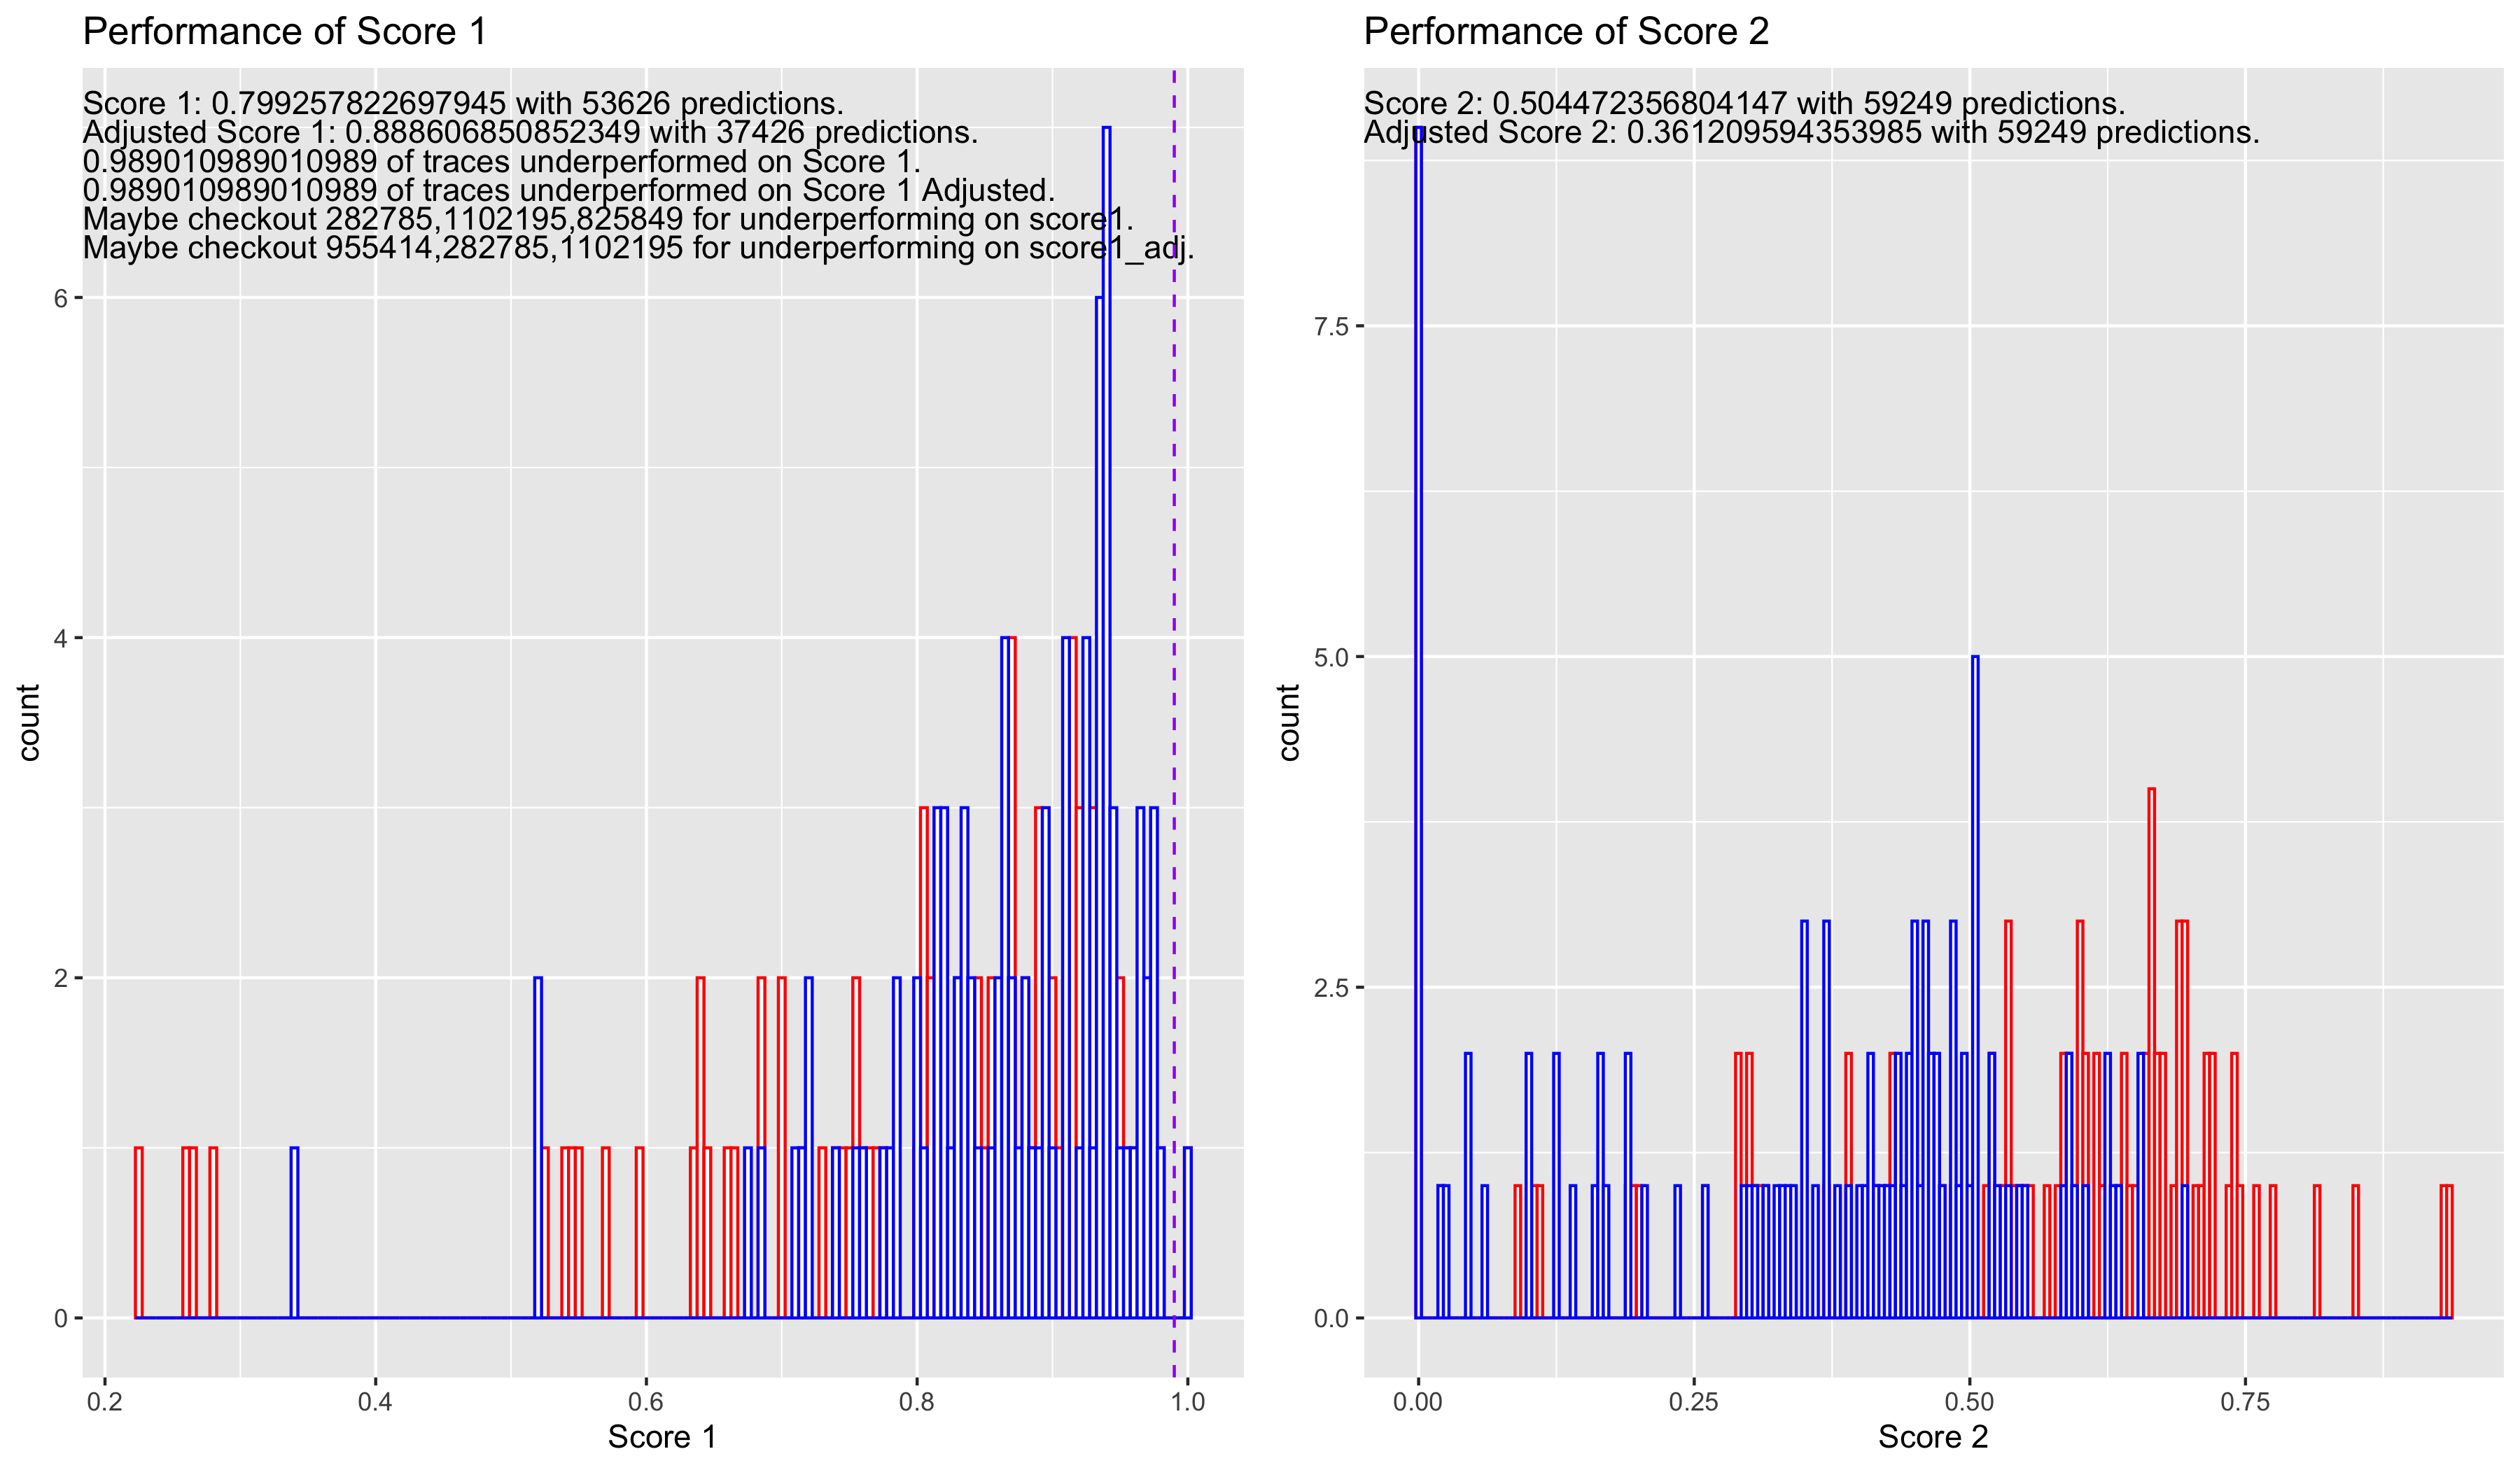 Performance of Score 1
Score 1: 0.799257822697945 with 53626 predictions.
Adjusted Score 1: 0.888606850852349 with 37426 predictions.
0.989010989010989 of traces underperformed on Score 1.
0.989010989010989 of traces underperformed on Score 1 Adjusted.
Maybe checkout 282785,1102195,825849 for underperforming on score1.
Maybe checkout 955414,282785,1102195 for underperforming on score1_adj.
6
4
2
0
count
0.2 0.4 0.6 0.8 1.0
Score 1
Performance of Score 2
Score 2: 0.504472356804147 with 59249 predictions.
Adjusted Score 2: 0.361209594353985 with 59249 predictions.
7.5
5.0
2.5
0.0
count
0.00 0.25 0.50 0.75
Score 2